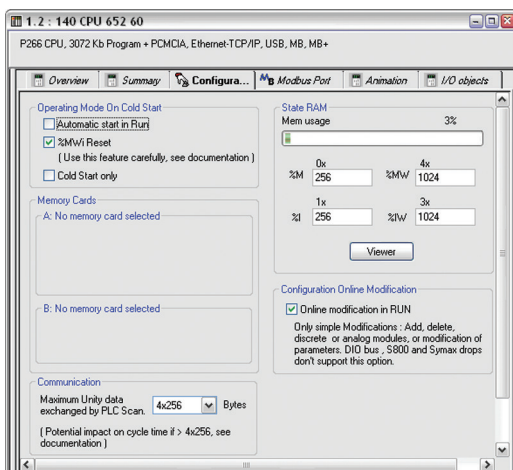 1.2 : 140 CPU 652 60
P266 CPU, 3072 Kb Program + PCMCIA, Ethernet-TCP/IP, USB, MB, MB+
Overview Summary Configura... MB Modbus Port Animation I/O objects
Operating Mode On Cold Start
Automatic start in Run
%MWi Reset
( Use this feature carefully, see documentation )
Cold Start only
Memory Cards
A: No memory card selected
B: No memory card selected
Communication
Maximum Unity data
exchanged by PLC Scan.
4x256 Bytes
( Potential impact on cycle time if > 4x256, see
documentation )
State RAM
Mem usage 3%
0x 4x
%M 256 %MW 1024
1x 3x
%I 256 %IW 1024
Viewer
Configuration Online Modification
Online modification in RUN
Only simple Modifications : Add, delete,
discrete or analog modules, or modification of
parameters. DIO bus , S800 and Symax drops
don't support this option.